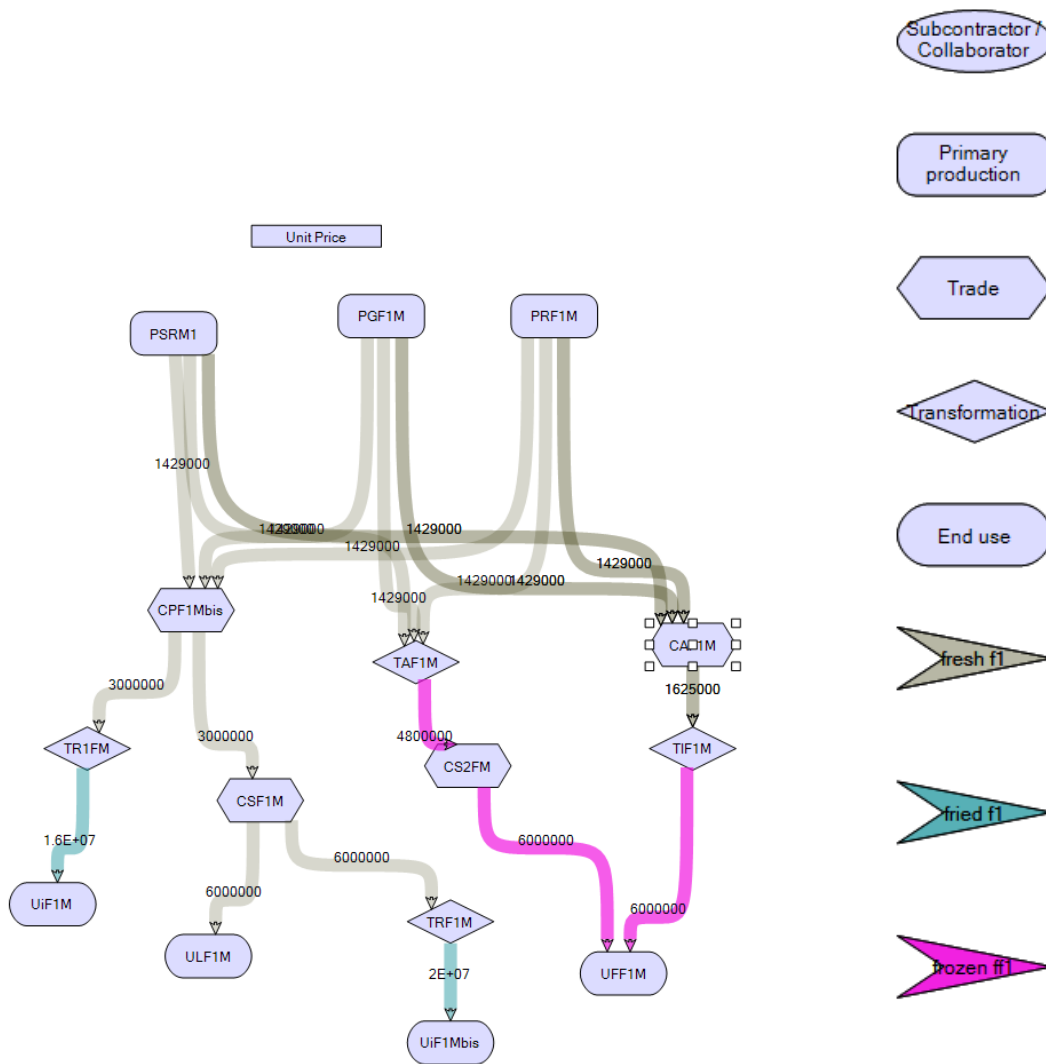 Subcontractor /
Collaborator
Primary
production
Unit Price
Trade
PSRM1
PGF1M
PRF1M
Transformation
1429000
1429000
1429000
1429000
1429000
1429000
1429000
1429000
End use
1429000
CPF1Mbis
TAF1M
fresh f1
3000000
1625000
3000000
4800000
TR1FM
CS2FM
TIF1M
CSF1M
fried f1
1.6E+07
6000000
6000000
6000000
6000000
UiF1M
TRF1M
ULF1M
2E+07
UFF1M
frozen ff1
UiF1Mbis